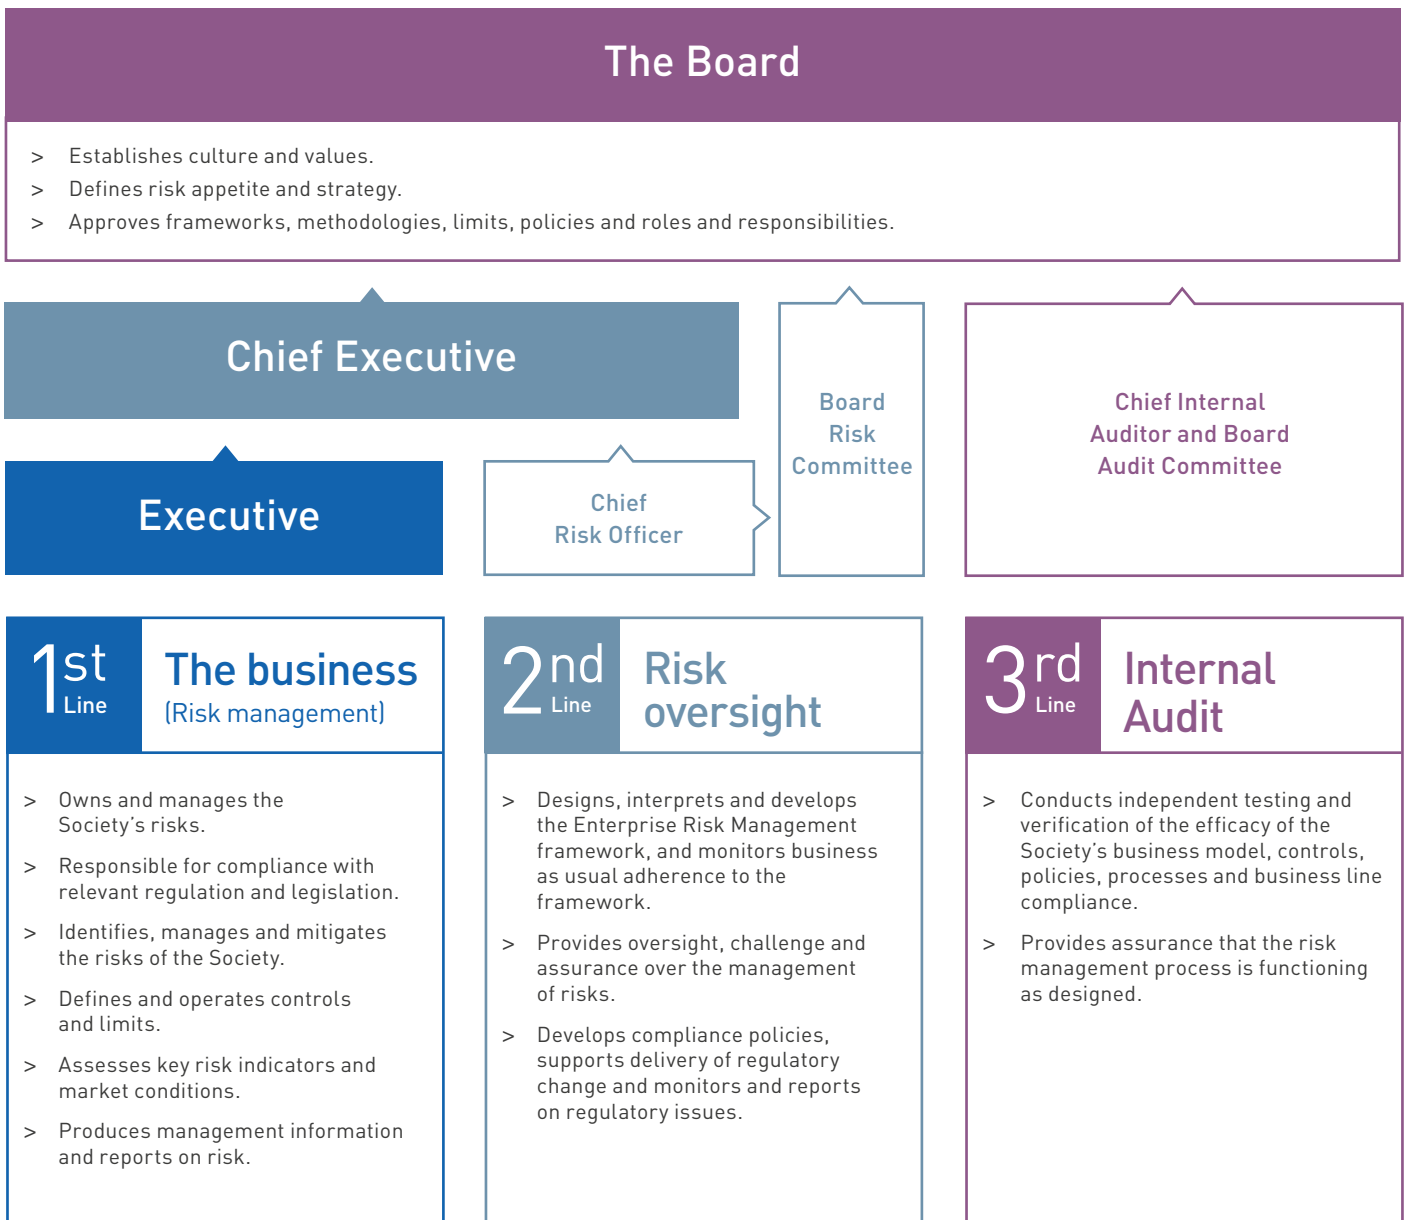 The Board
> Establishes culture and values.
> Defines risk appetite and strategy.
> Approves frameworks, methodologies, limits, policies and roles and responsibilities.
Chief Executive
Executive
Chief
Risk Officer
Board
Risk
Committee
Chief Internal
Auditor and Board
Audit Committee
1st
Line
The business
(Risk management)
> Owns and manages the
Society’s risks.
> Responsible for compliance with
relevant regulation and legislation.
> Identifies, manages and mitigates
the risks of the Society.
> Defines and operates controls
and limits.
> Assesses key risk indicators and
market conditions.
> Produces management information
and reports on risk.
2nd
Line
Risk
oversight
> Designs, interprets and develops
the Enterprise Risk Management
framework, and monitors business
as usual adherence to the
framework.
> Provides oversight, challenge and
assurance over the management
of risks.
> Develops compliance policies,
supports delivery of regulatory
change and monitors and reports
on regulatory issues.
3rd
Line
Internal
Audit
> Conducts independent testing and
verification of the efficacy of the
Society’s business model, controls,
policies, processes and business line
compliance.
> Provides assurance that the risk
management process is functioning
as designed.